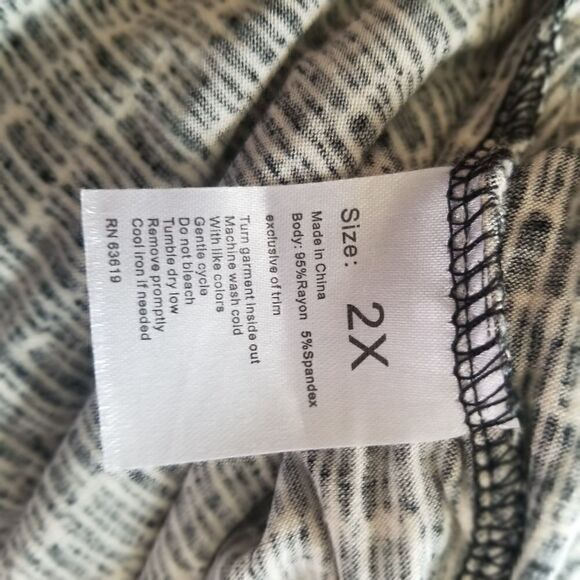 Size: 2X
Made in China
Body: 95%Rayon 5%Spandex
exclusive of trim
Turn garment inside out
Machine wash cold
With like colors
Gentle cycle
Do not bleach
Tumble dry low
Remove promptly
Cool iron if needed
RN 63619